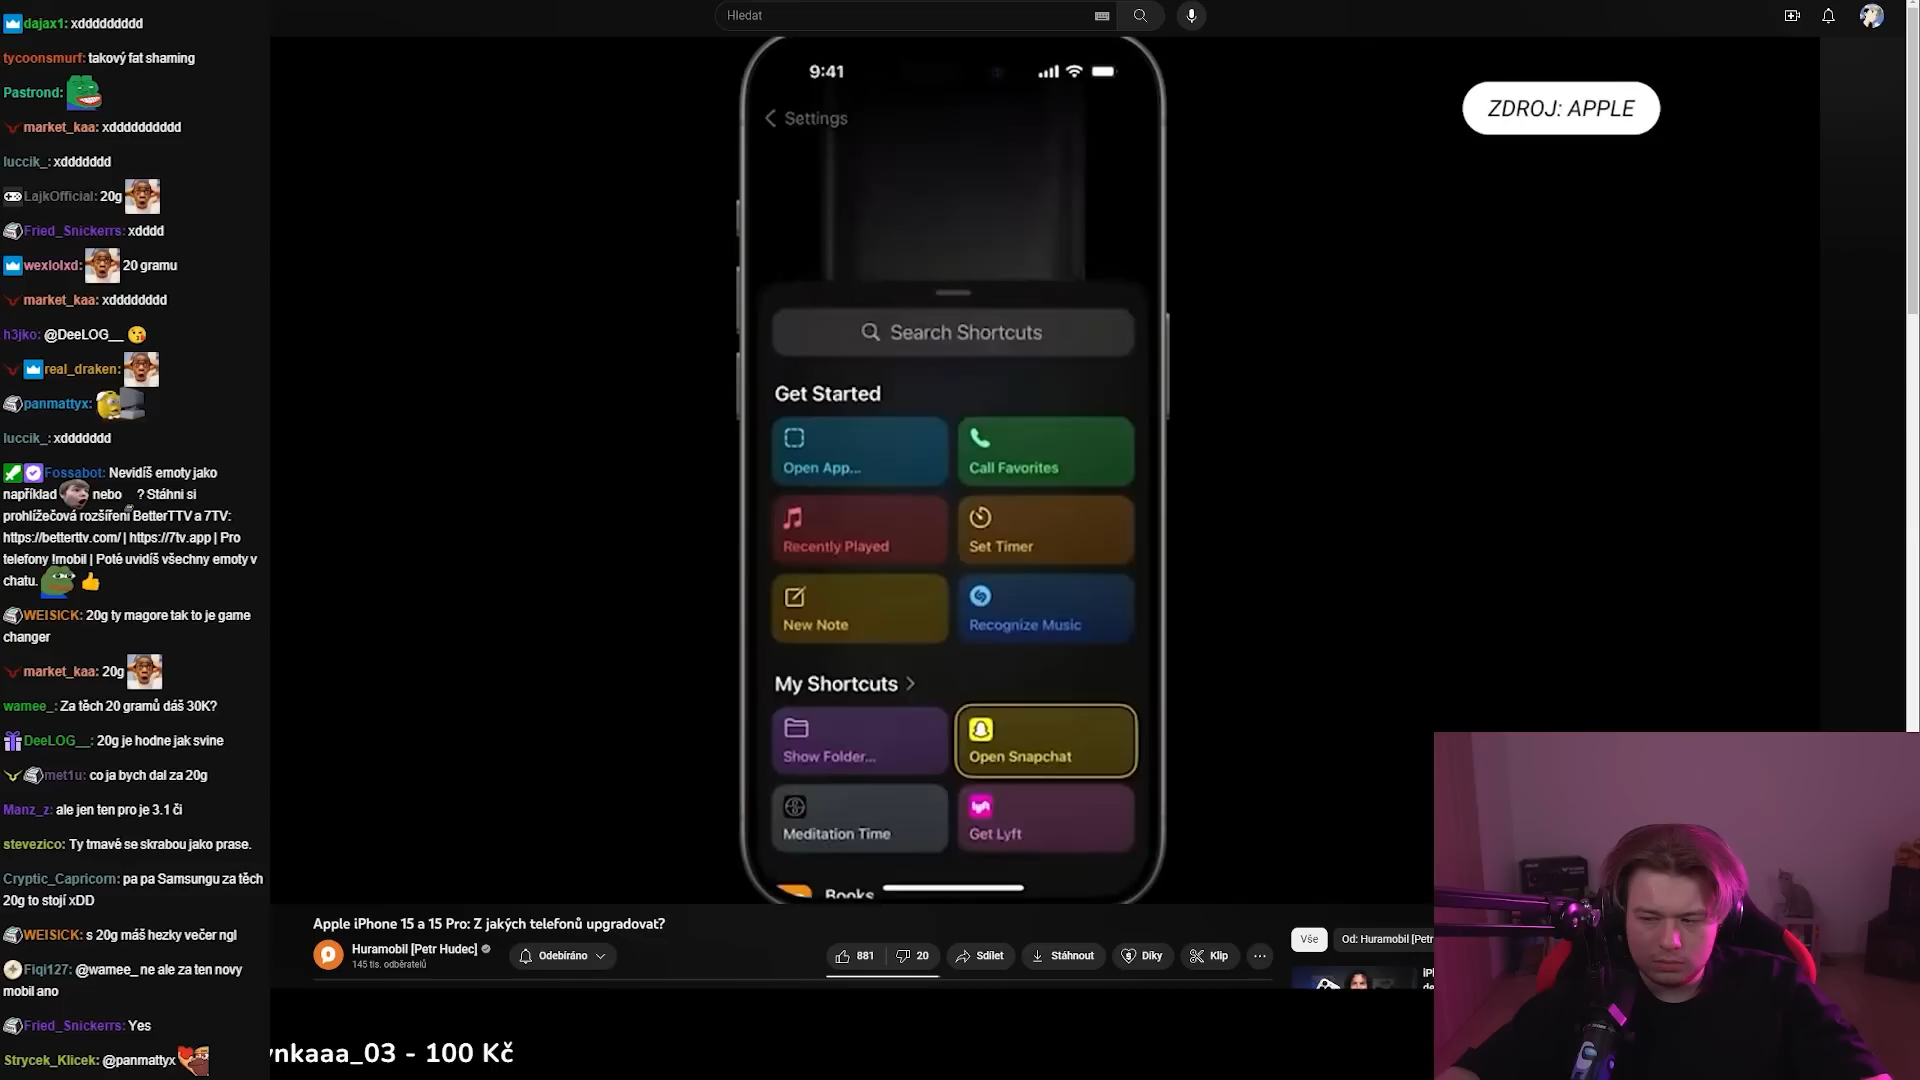 dajax1: xddddddddd
tycoonsmurf: takový fat shaming
Pastrond:
market_kaa: xdddddddddd
luccik_: xddddddd
LajkOfficial: 20g
Fried_Snickerrs: xdddd
wexlolxd: 20 gramu
market_kaa: xdddddddd
h3jko: @DeeLOG__
real_draken:
panmattyx:
luccik_: xddddddd
Fossabot: Nevidíš emoty jako
například nebo ? Stáhni si
prohlížečová rozšíření BetterTTV a 7TV:
https://betterttv.com/ | https://7tv.app | Pro
telefony !mobil | Poté uvidíš všechny emoty v
chatu.
WEISICK: 20g ty magore tak to je game
changer
market_kaa: 20g
wamee_: Za těch 20 gramů dáš 30K?
DeeLOG__: 20g je hodne jak svine
met1u: co ja bych dal za 20g
Manz_z: ale jen ten pro je 3.1 či
stevezico: Ty tmavé se skrabou jako prase.
Cryptic_Capricorn: pa pa Samsungu za těch
20g to stojí xDD
WEISICK: s 20g máš hezky večer ngl
Fiqi127: @wamee_ ne ale za ten novy
mobil ano
Fried_Snickerrs: Yes
Strycek_Klicek: @panmattyx
Hledat
9:41
Settings
ZDROJ: APPLE
Search Shortcuts
Get Started
Open App...
Call Favorites
Recently Played
Set Timer
New Note
Recognize Music
My Shortcuts
Show Folder...
Open Snapchat
Meditation Time
Get Lyft
Books
Apple iPhone 15 a 15 Pro: Z jakých telefonů upgradovat?
Huramobil [Petr Hudec]
145 tis. odběratelů
Odebíráno
881
20
Sdílet
Stáhnout
Díky
Klip
Vše
Od: Huramobil [Petr
nkaaa_03 - 100 Kč